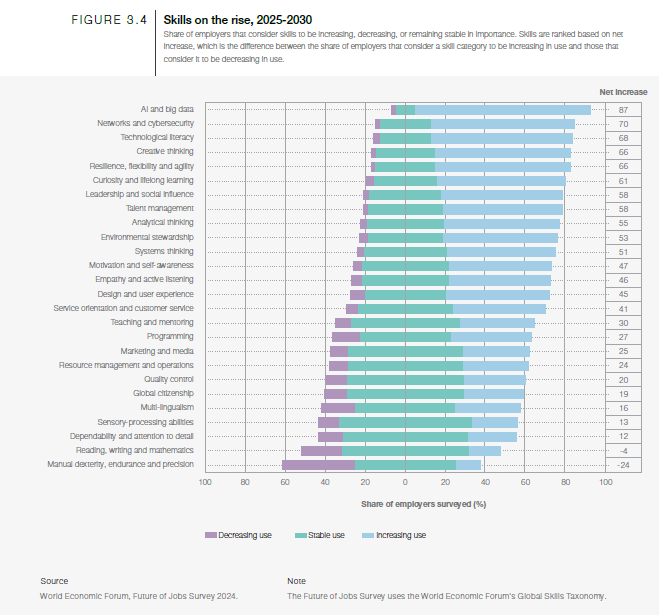 FIGURE 3.4
Skills on the rise, 2025-2030
Share of employers that consider skills to be increasing, decreasing, or remaining stable in importance. Skills are ranked based on net
increase, which is the difference between the share of employers that consider a skill category to be increasing in use and those that
consider it to be decreasing in use.
Net increase
AI and big data 87
Networks and cybersecurity 70
Technological literacy 68
Creative thinking 66
Resilience, flexibility and agility 66
Curiosity and lifelong learning 61
Leadership and social influence 58
Talent management 58
Analytical thinking 55
Environmental stewardship 53
Systems thinking 51
Motivation and self-awareness 47
Empathy and active listening 46
Design and user experience 45
Service orientation and customer service 41
Teaching and mentoring 30
Programming 27
Marketing and media 25
Resource management and operations 24
Quality control 20
Global citizenship 19
Multi-lingualism 16
Sensory-processing abilities 13
Dependability and attention to detail 12
Reading, writing and mathematics -4
Manual dexterity, endurance and precision -24
100 80 60 40 20 0 20 40 60 80 100
Share of employers surveyed (%)
Decreasing use Stable use Increasing use
Source Note
World Economic Forum, Future of Jobs Survey 2024. The Future of Jobs Survey uses the World Economic Forum's Global Skills Taxonomy.